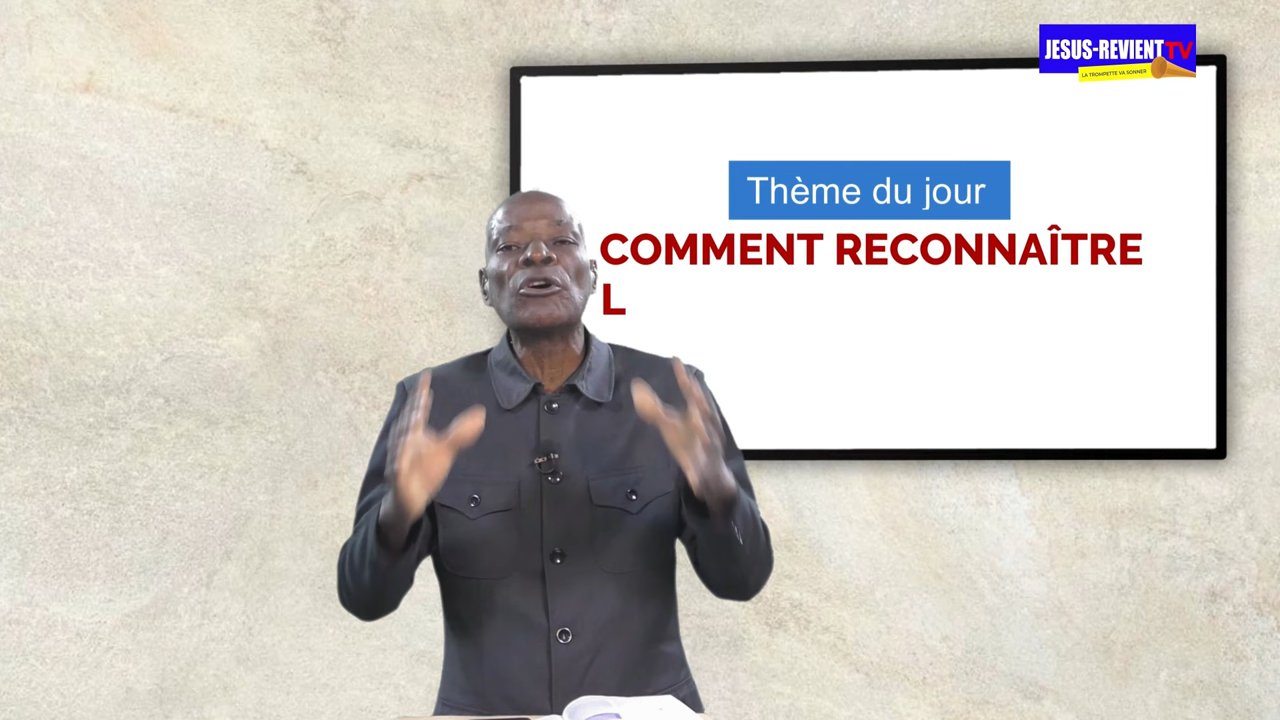 JESUS-REVIENT TV
LA TROMPETTE VA SONNER
Thème du jour
COMMENT RECONNAÎTRE
L